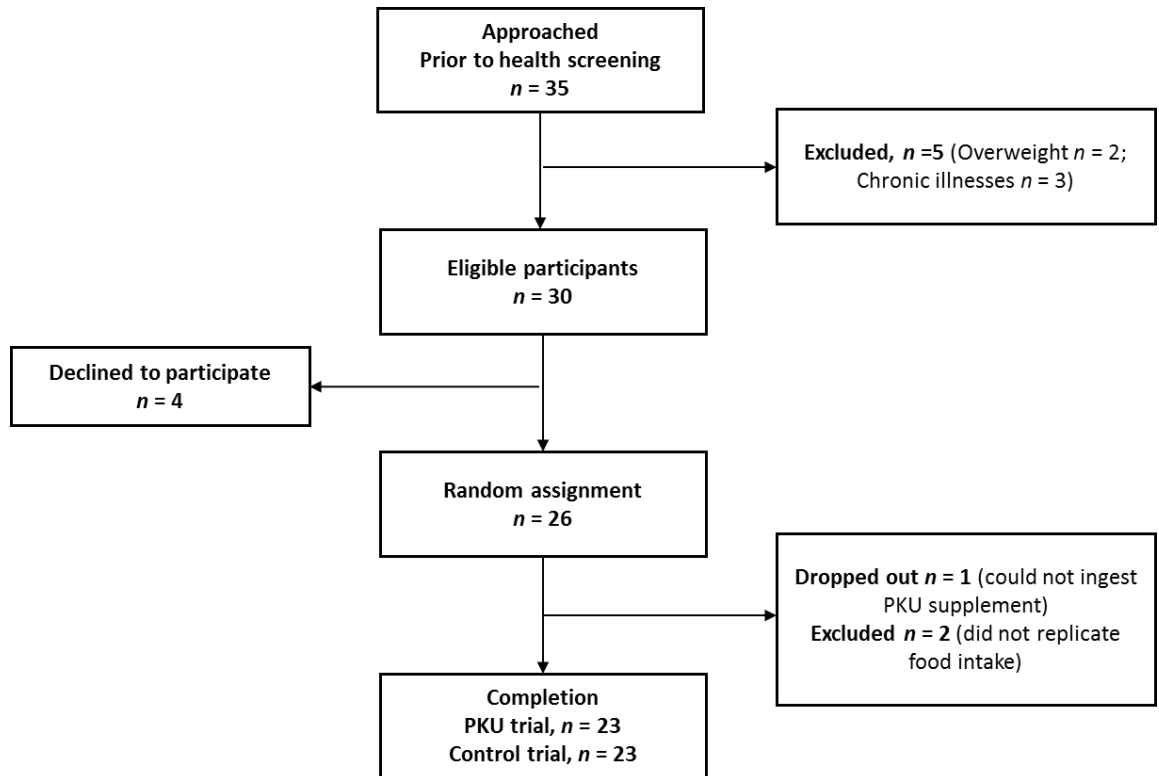 Approached
Prior to health screening
n = 35
Excluded, n =5 (Overweight n = 2;
Chronic illnesses n = 3)
Eligible participants
n = 30
Declined to participate
n = 4
Random assignment
n = 26
Dropped out n = 1 (could not ingest
PKU supplement)
Excluded n = 2 (did not replicate
food intake)
Completion
PKU trial, n = 23
Control trial, n = 23